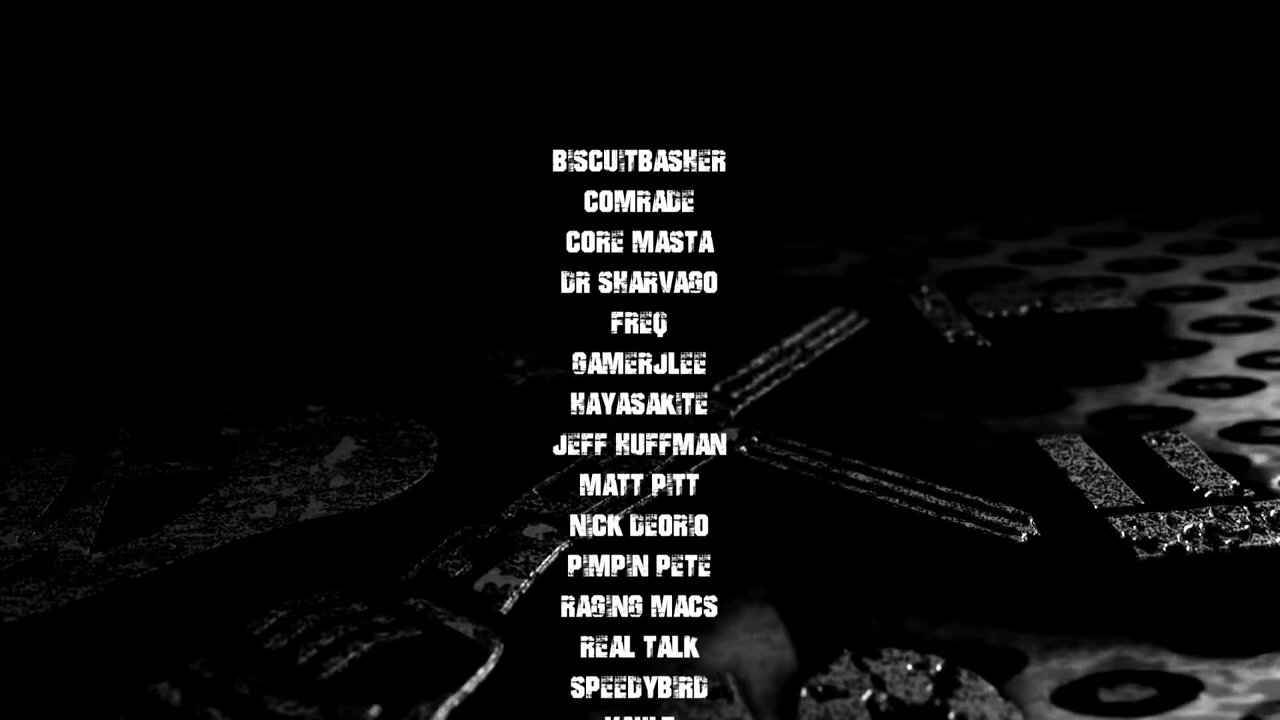 BISCUITBASHER
COMRADE
CORE MASTA
DR SHARVAGO
FREQ
GAMERJLEE
HAYASAKITE
JEFF HUFFMAN
MATT PITT
NICK DEORIO
PIMPIN PETE
RAGING MACS
REAL TALK
SPEEDYBIRD